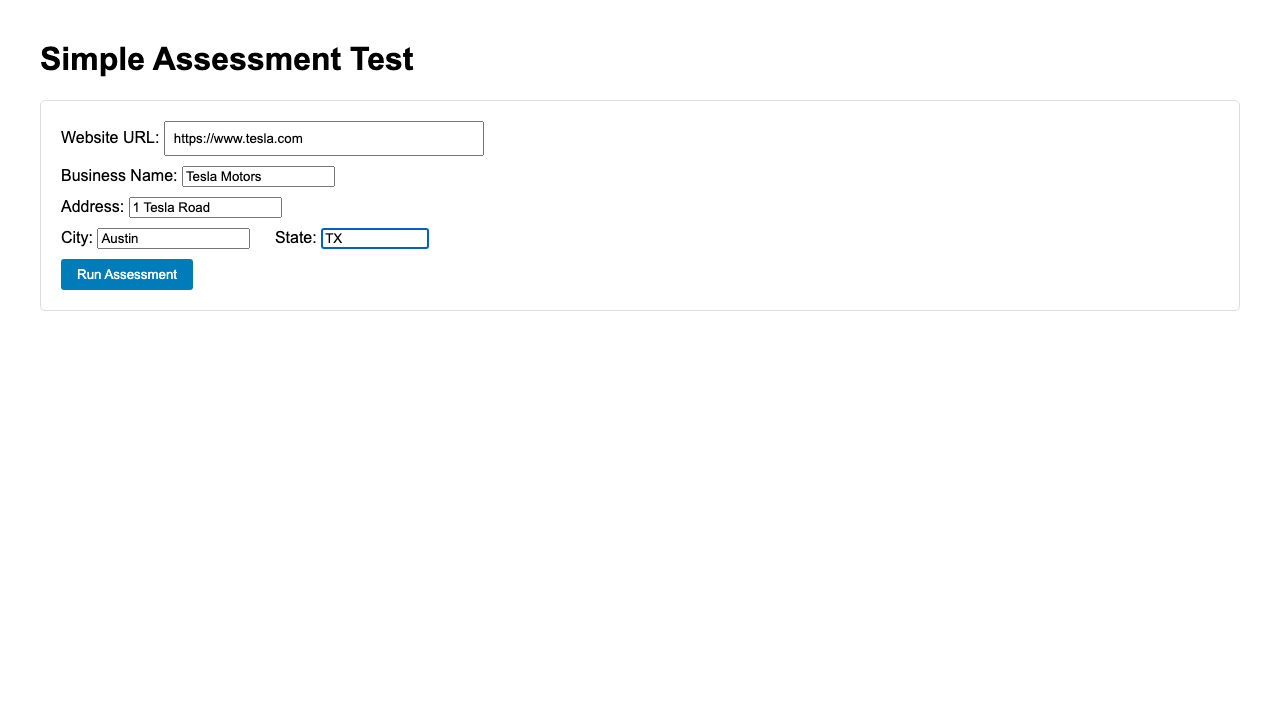 Simple Assessment Test
Website URL: https://www.tesla.com
Business Name: Tesla Motors
Address: 1 Tesla Road
City: Austin State: TX
Run Assessment